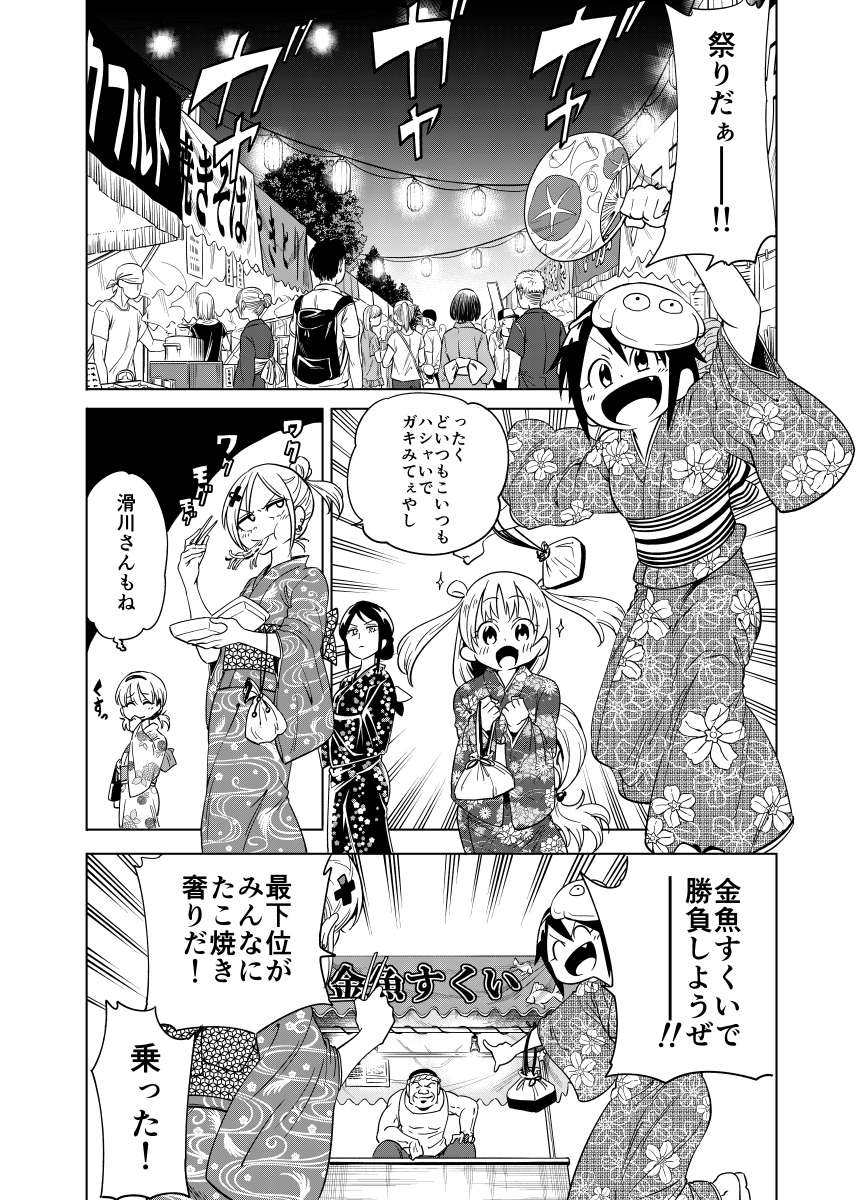 祭りだぁ――!!
ガヤ
ガヤ
ガヤ
クフルト
焼きそば
ったく
どいつもこいつも
ハシャいで
ガキみてぇやし
ワク
ワク
モグ
モグ
滑川さんもね
くすっ
金魚すくいで
勝負しようぜ
――!!
金魚すくい
最下位が
みんなに
たこ焼き
奢りだ!
乗った!